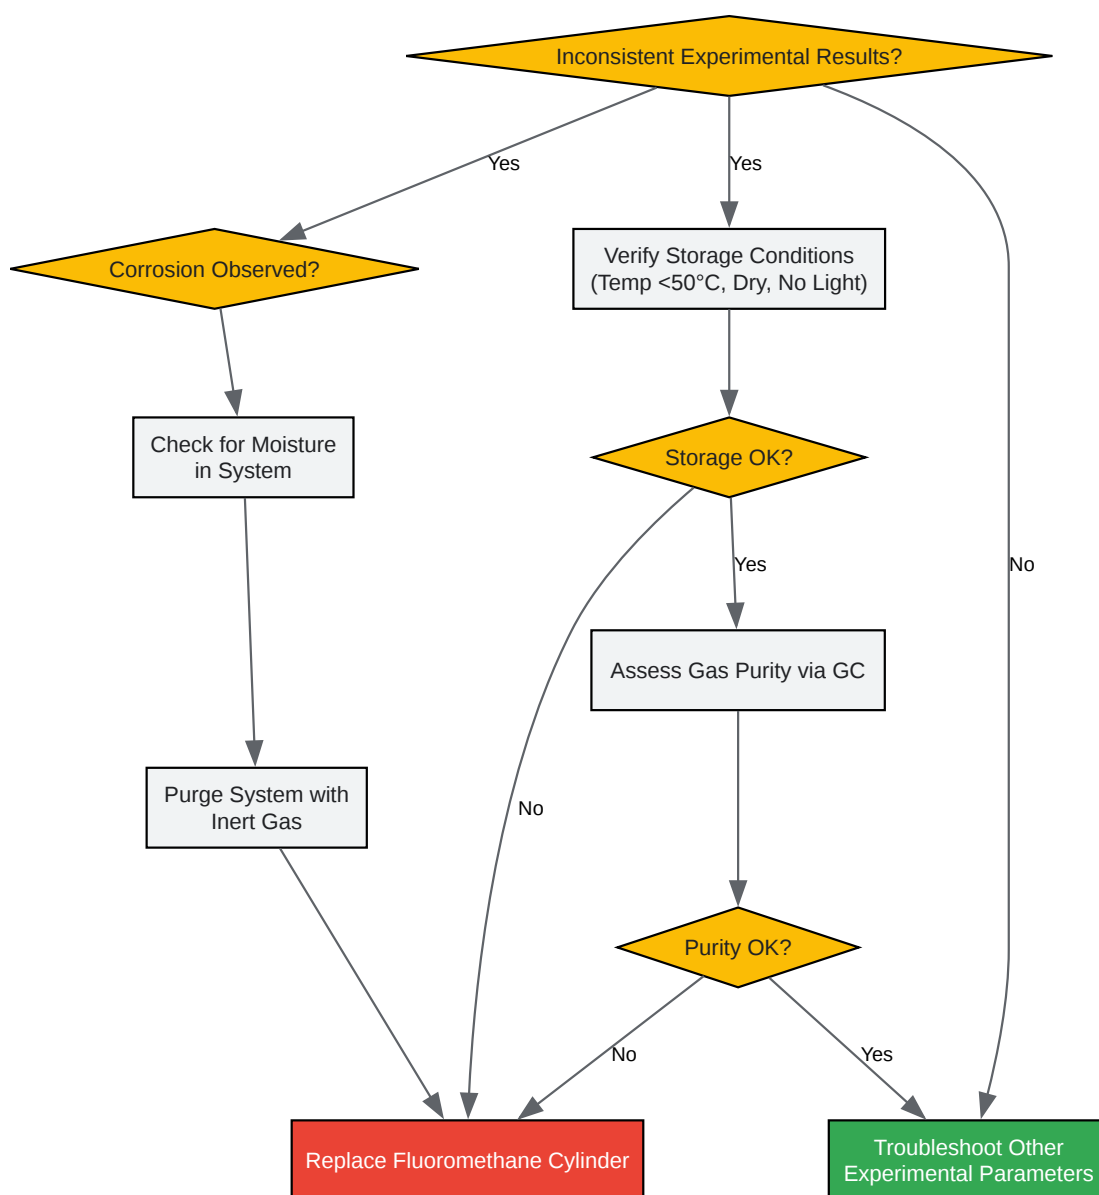 Inconsistent Experimental Results?
Yes
Yes
Corrosion Observed?
Verify Storage Conditions
(Temp <50°C, Dry, No Light)
Check for Moisture
in System
Storage OK?
Yes
No
Assess Gas Purity via GC
Purge System with
Inert Gas
No
Purity OK?
No
Yes
Replace Fluoromethane Cylinder
Troubleshoot Other
Experimental Parameters